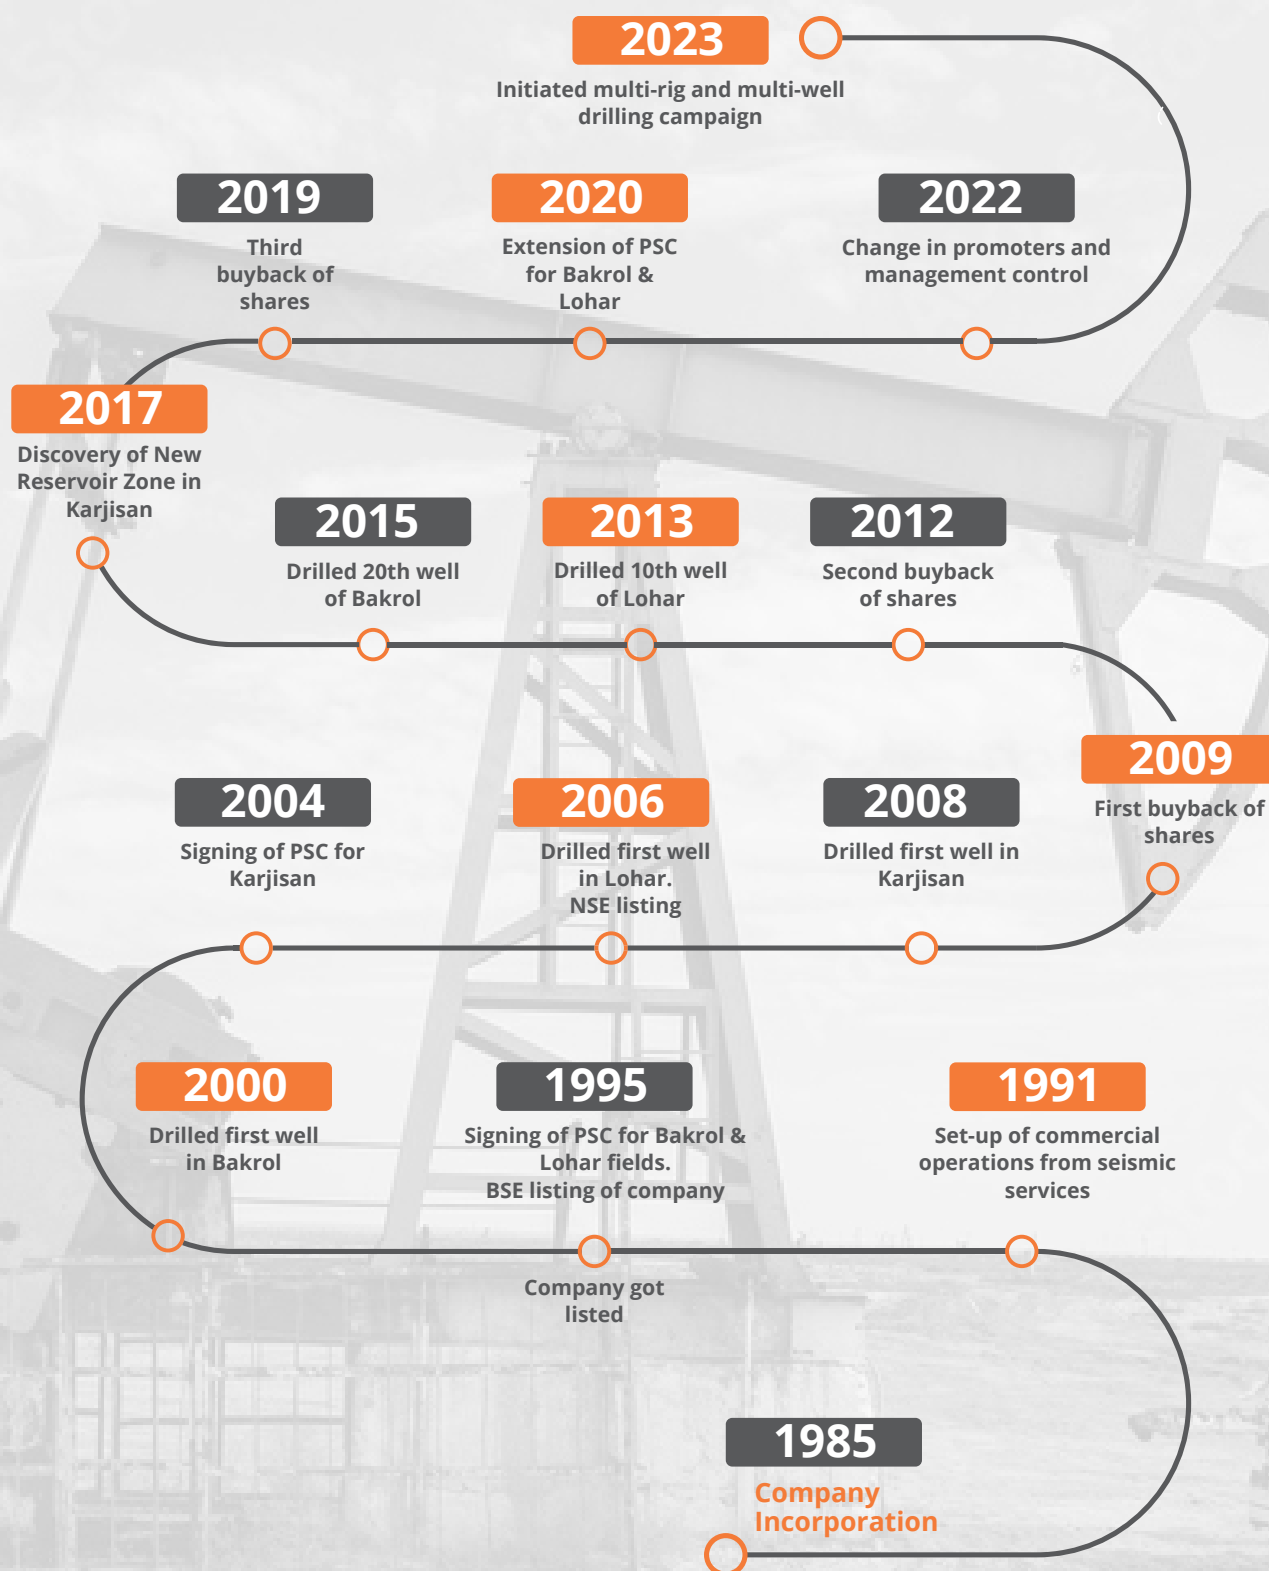 2023
Initiated multi-rig and multi-well
drilling campaign
2019
Third
buyback of
shares
2020
Extension of PSC
for Bakrol &
Lohar
2022
Change in promoters and
management control
2017
Discovery of New
Reservoir Zone in
Karjisan
2015
Drilled 20th well
of Bakrol
2013
Drilled 10th well
of Lohar
2012
Second buyback
of shares
2009
First buyback of
shares
2004
Signing of PSC for
Karjisan
2006
Drilled first well
in Lohar.
NSE listing
2008
Drilled first well in
Karjisan
2000
Drilled first well
in Bakrol
1995
Signing of PSC for Bakrol &
Lohar fields.
BSE listing of company
Company got
listed
1991
Set-up of commercial
operations from seismic
services
1985
Company
Incorporation